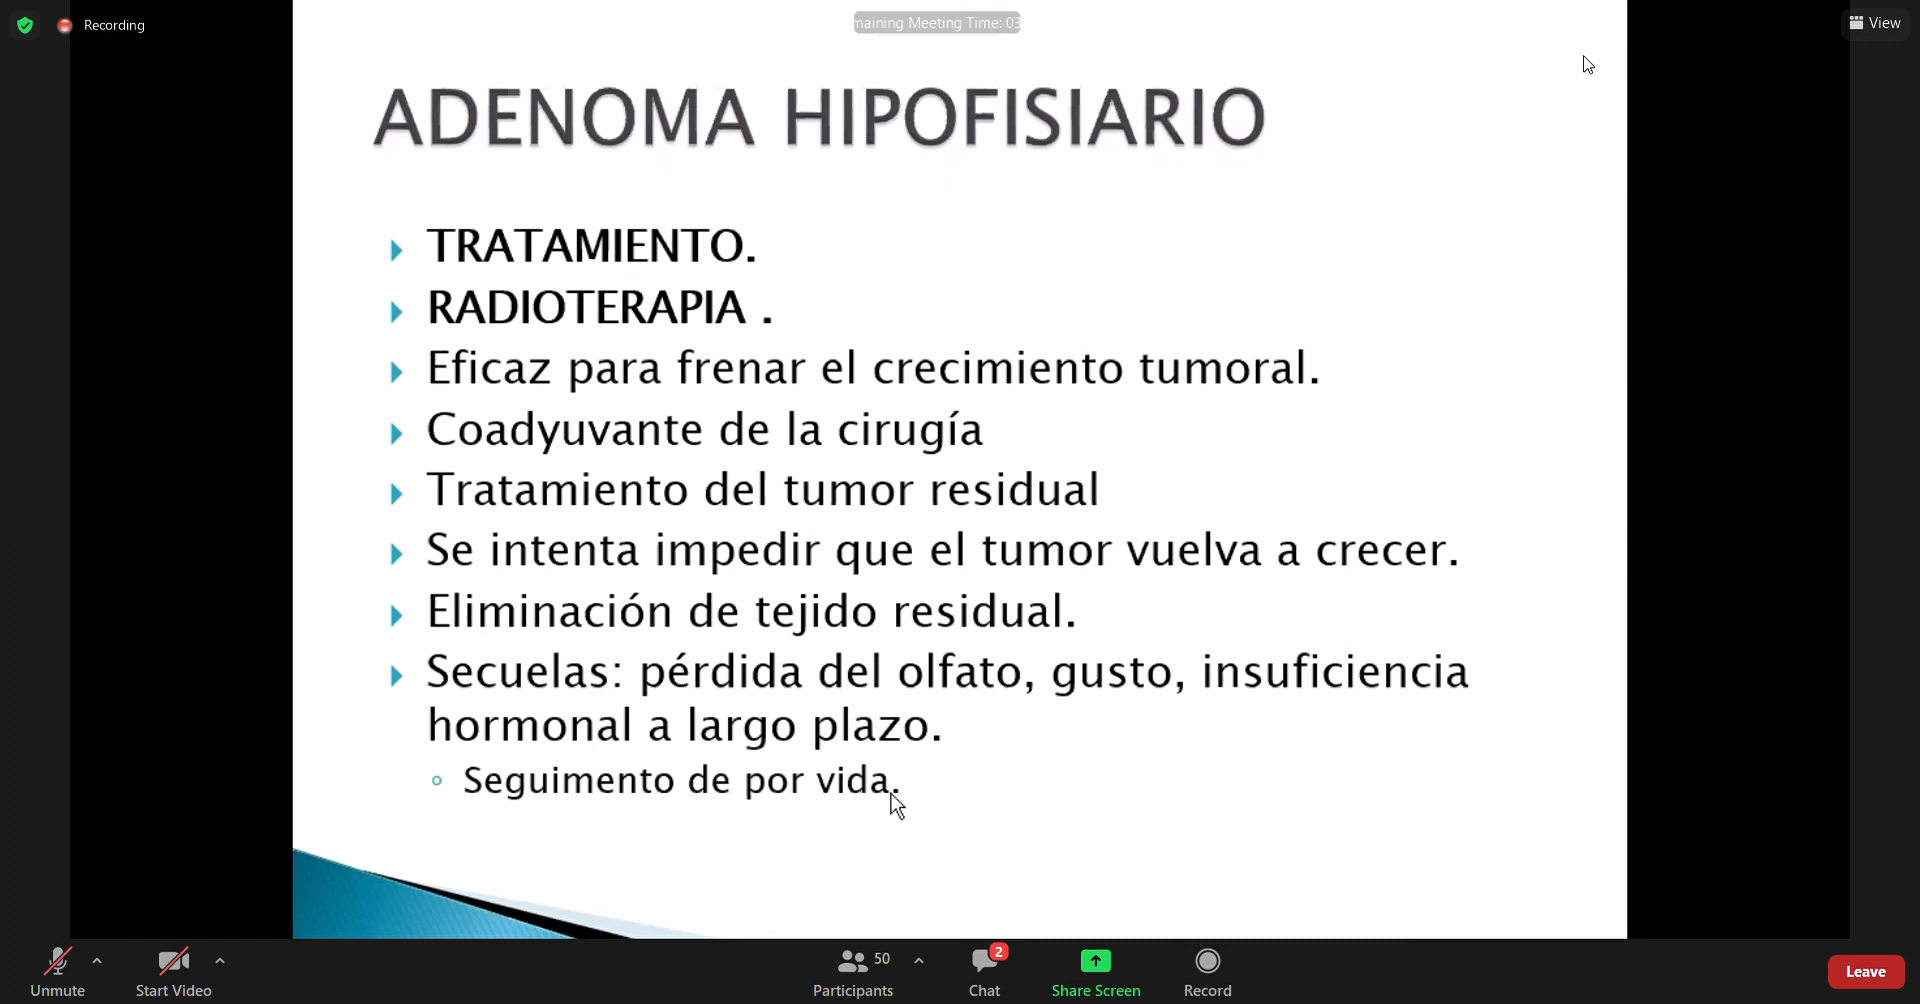 Recording
maining Meeting Time: 03
View
ADENOMA HIPOFISIARIO
TRATAMIENTO.
RADIOTERAPIA .
Eficaz para frenar el crecimiento tumoral.
Coadyuvante de la cirugía
Tratamiento del tumor residual
Se intenta impedir que el tumor vuelva a crecer.
Eliminación de tejido residual.
Secuelas: pérdida del olfato, gusto, insuficiencia
hormonal a largo plazo.
Seguimento de por vida.
50
2
Unmute
Start Video
Participants
Chat
Share Screen
Record
Leave